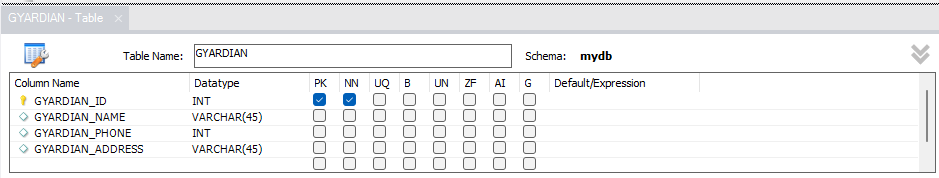 GYARDIAN - Table ×
Table Name: GYARDIAN Schema: mydb
Column Name Datatype PK NN UQ B UN ZF AI G Default/Expression
GYARDIAN_ID INT
GYARDIAN_NAME VARCHAR(45)
GYARDIAN_PHONE INT
GYARDIAN_ADDRESS VARCHAR(45)